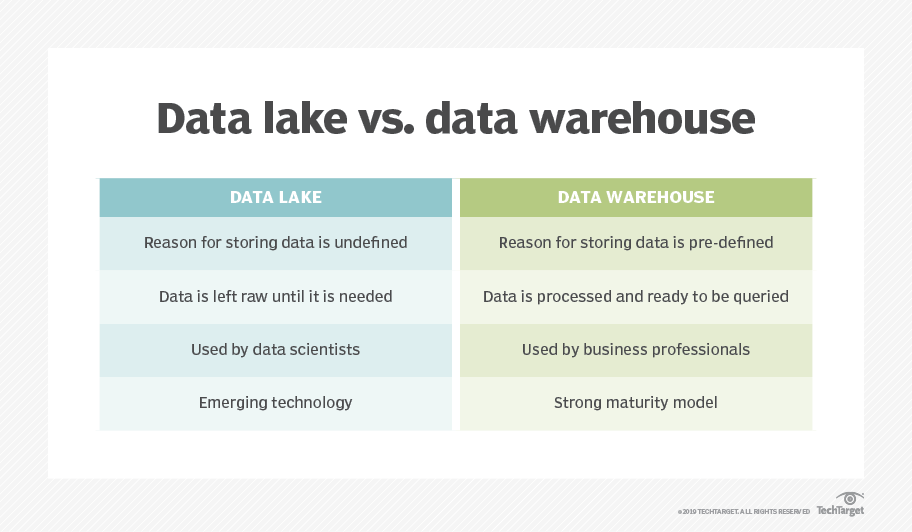 Data lake vs. data warehouse
DATA LAKE
DATA WAREHOUSE
Reason for storing data is undefined
Reason for storing data is pre-defined
Data is left raw until it is needed
Data is processed and ready to be queried
Used by data scientists
Used by business professionals
Emerging technology
Strong maturity model
©2019 TECHTARGET. ALL RIGHTS RESERVED
TechTarget